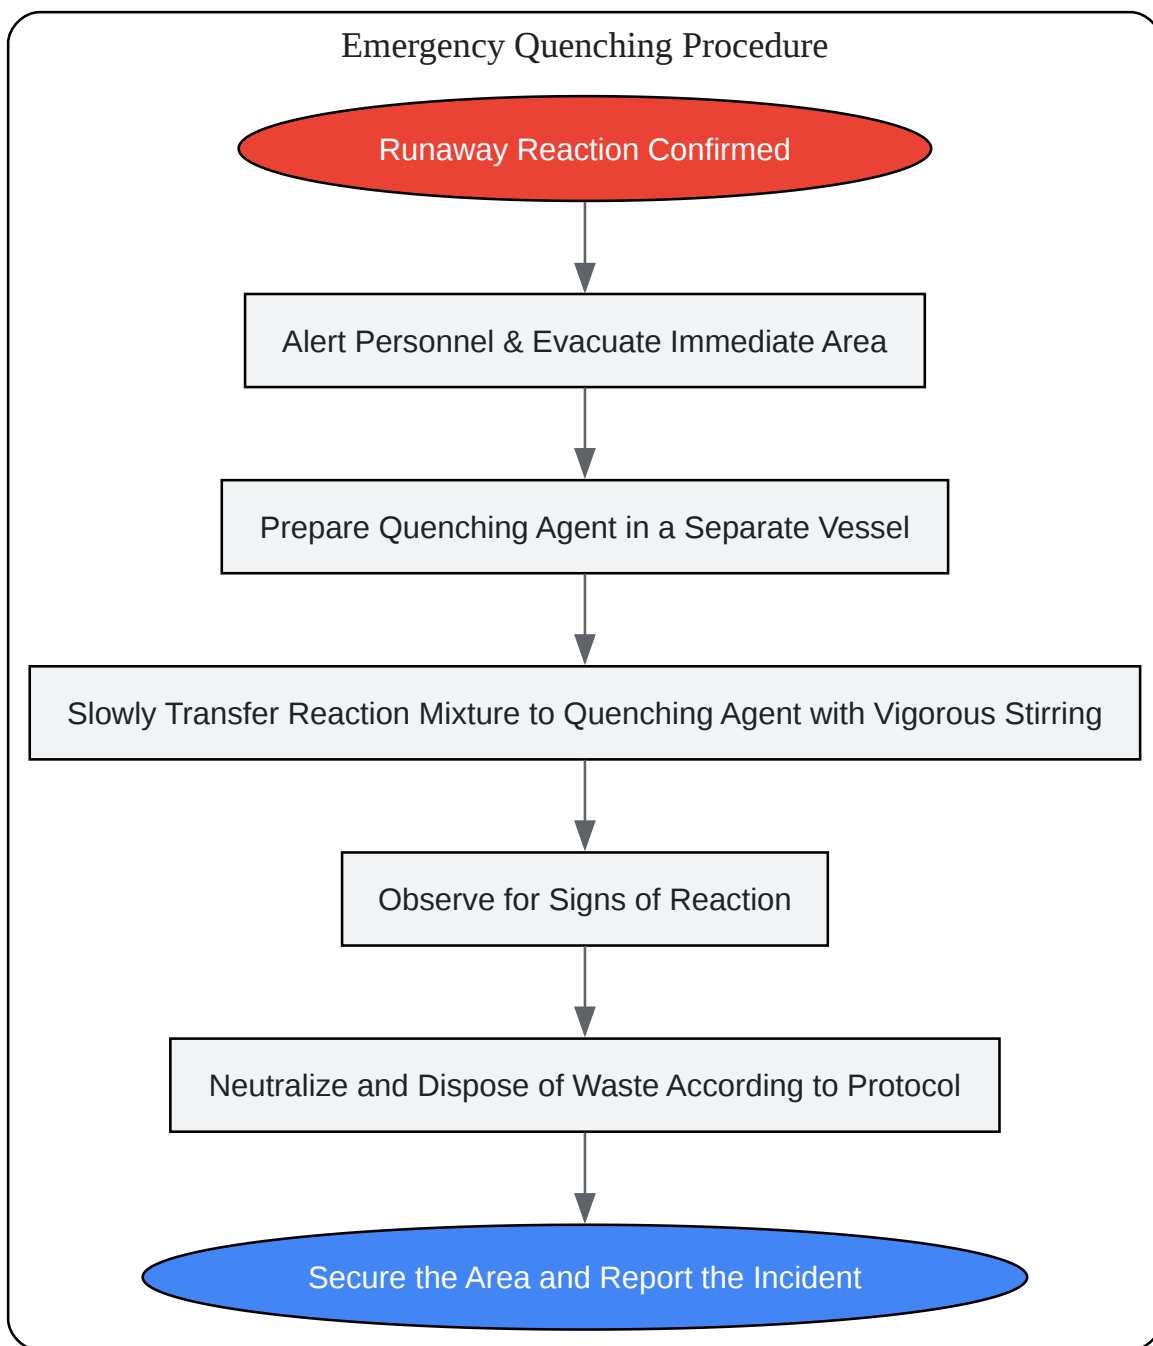 Emergency Quenching Procedure
Runaway Reaction Confirmed
Alert Personnel & Evacuate Immediate Area
Prepare Quenching Agent in a Separate Vessel
Slowly Transfer Reaction Mixture to Quenching Agent with Vigorous Stirring
Observe for Signs of Reaction
Neutralize and Dispose of Waste According to Protocol
Secure the Area and Report the Incident